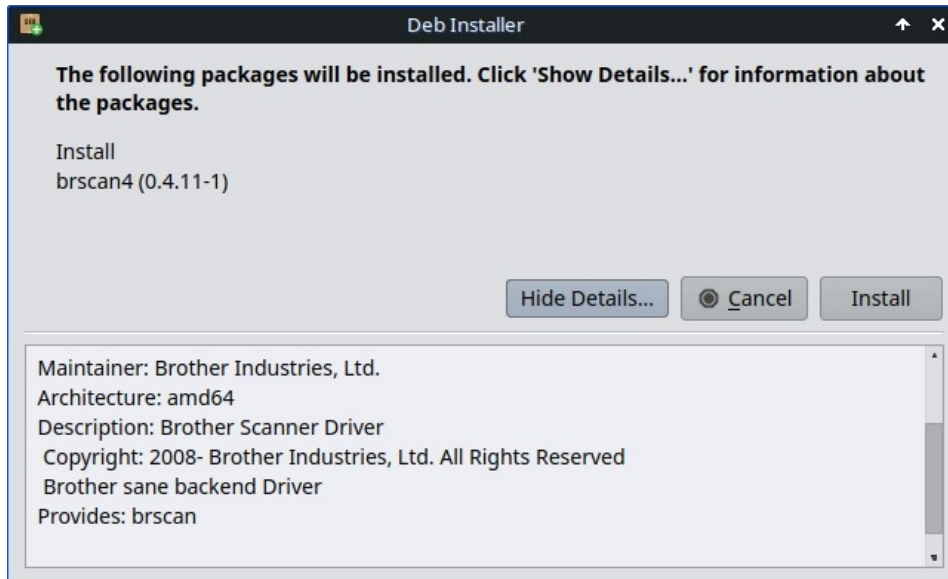 Deb Installer
The following packages will be installed. Click 'Show Details...' for information about
the packages.
Install
brscan4 (0.4.11-1)
Hide Details...
Cancel
Install
Maintainer: Brother Industries, Ltd.
Architecture: amd64
Description: Brother Scanner Driver
Copyright: 2008- Brother Industries, Ltd. All Rights Reserved
Brother sane backend Driver
Provides: brscan